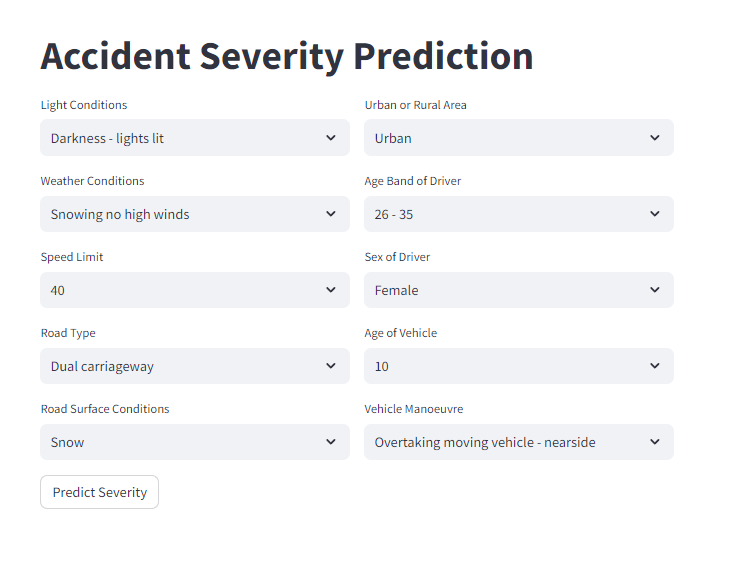 Accident Severity Prediction
Light Conditions
Darkness - lights lit
Urban or Rural Area
Urban
Weather Conditions
Snowing no high winds
Age Band of Driver
26 - 35
Speed Limit
40
Sex of Driver
Female
Road Type
Dual carriageway
Age of Vehicle
10
Road Surface Conditions
Snow
Vehicle Manoeuvre
Overtaking moving vehicle - nearside
Predict Severity